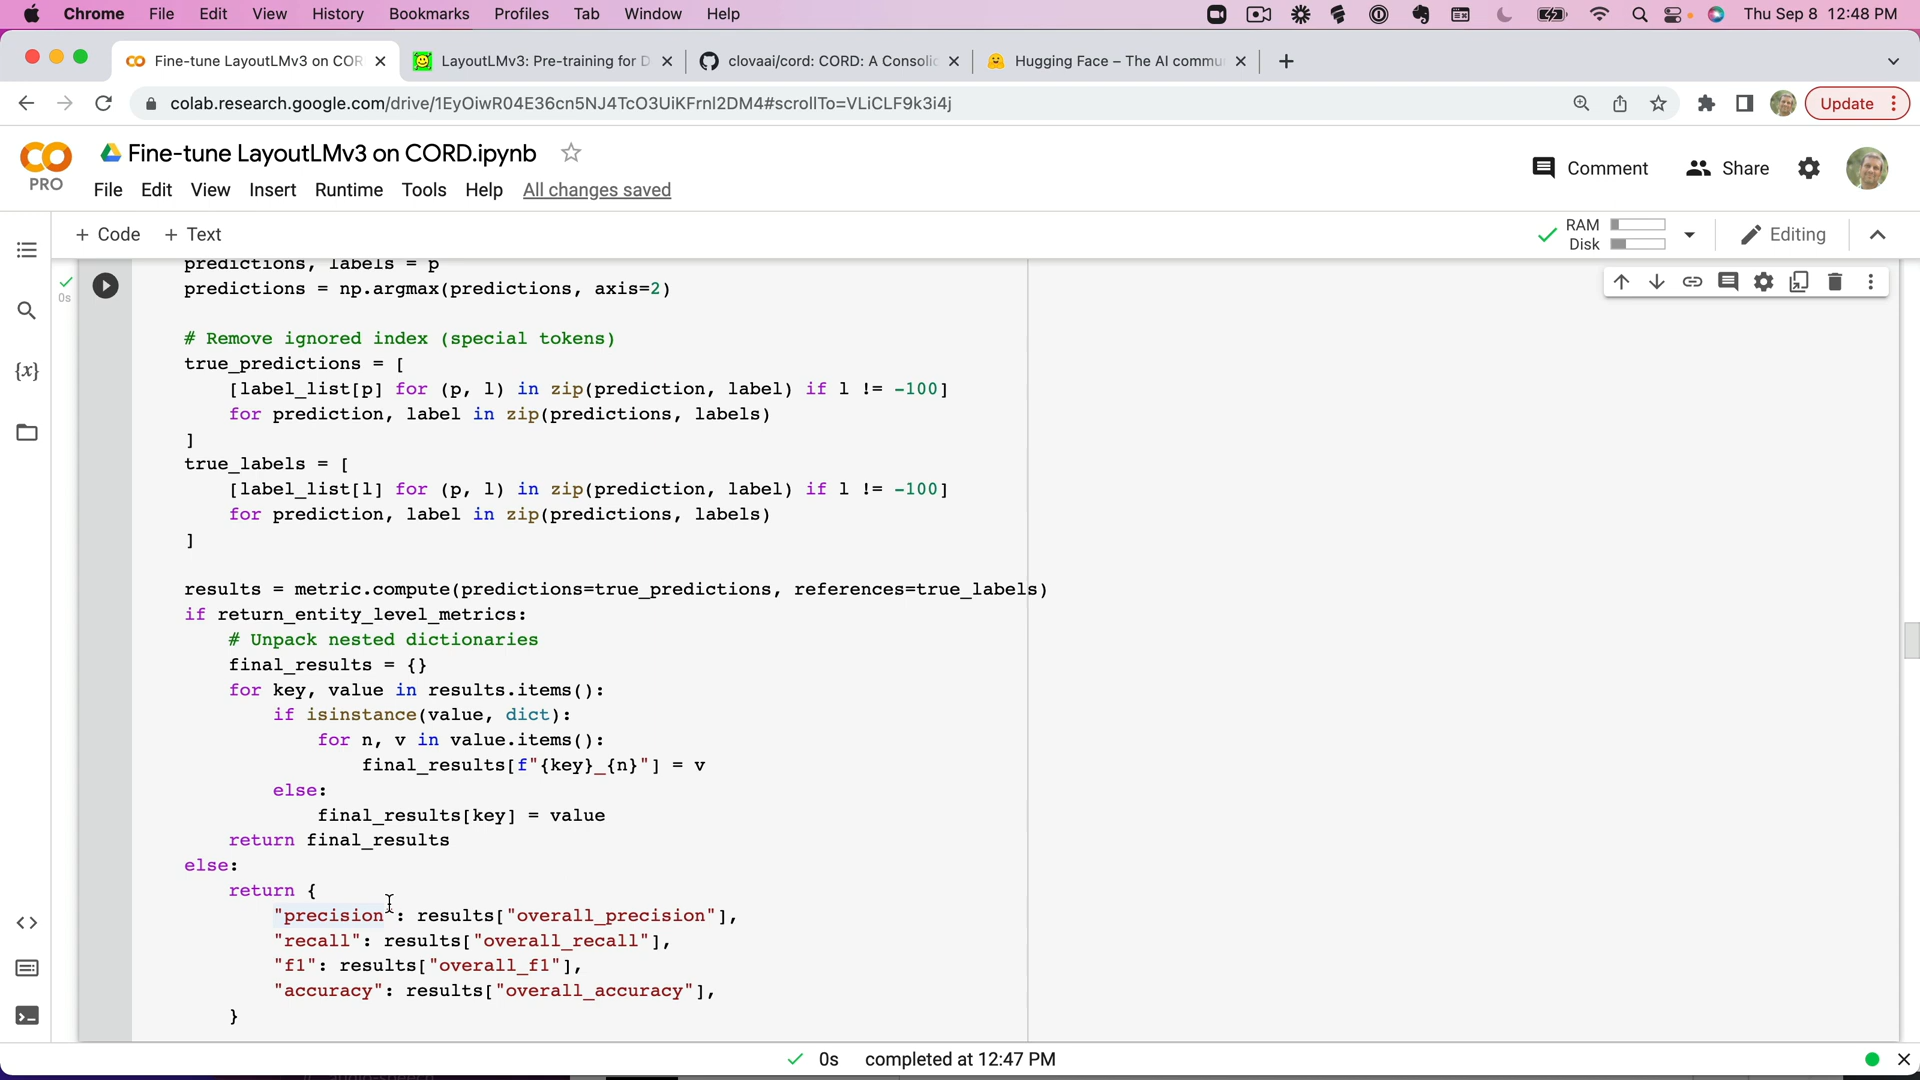 Chrome File Edit View History Bookmarks Profiles Tab Window Help Thu Sep 8 12:48 PM
Fine-tune LayoutLMv3 on COR LayoutLMv3: Pre-training for D clovaai/cord: CORD: A Consolic Hugging Face – The AI commu
colab.research.google.com/drive/1EyOiwR04E36cn5NJ4TcO3UiKFrnl2DM4#scrollTo=VLiCLF9k3i4j Update
Fine-tune LayoutLMv3 on CORD.ipynb
PRO
File Edit View Insert Runtime Tools Help All changes saved
Comment Share
+ Code + Text
RAM
Disk
Editing
0s
predictions, labels = p
predictions = np.argmax(predictions, axis=2)
# Remove ignored index (special tokens)
true_predictions = [
[label_list[p] for (p, l) in zip(prediction, label) if l != -100]
for prediction, label in zip(predictions, labels)
]
true_labels = [
[label_list[l] for (p, l) in zip(prediction, label) if l != -100]
for prediction, label in zip(predictions, labels)
]
results = metric.compute(predictions=true_predictions, references=true_labels)
if return_entity_level_metrics:
# Unpack nested dictionaries
final_results = {}
for key, value in results.items():
if isinstance(value, dict):
for n, v in value.items():
final_results[f"{key}_{n}"] = v
else:
final_results[key] = value
return final_results
else:
return {
"precision": results["overall_precision"],
"recall": results["overall_recall"],
"f1": results["overall_f1"],
"accuracy": results["overall_accuracy"],
}
0s completed at 12:47 PM